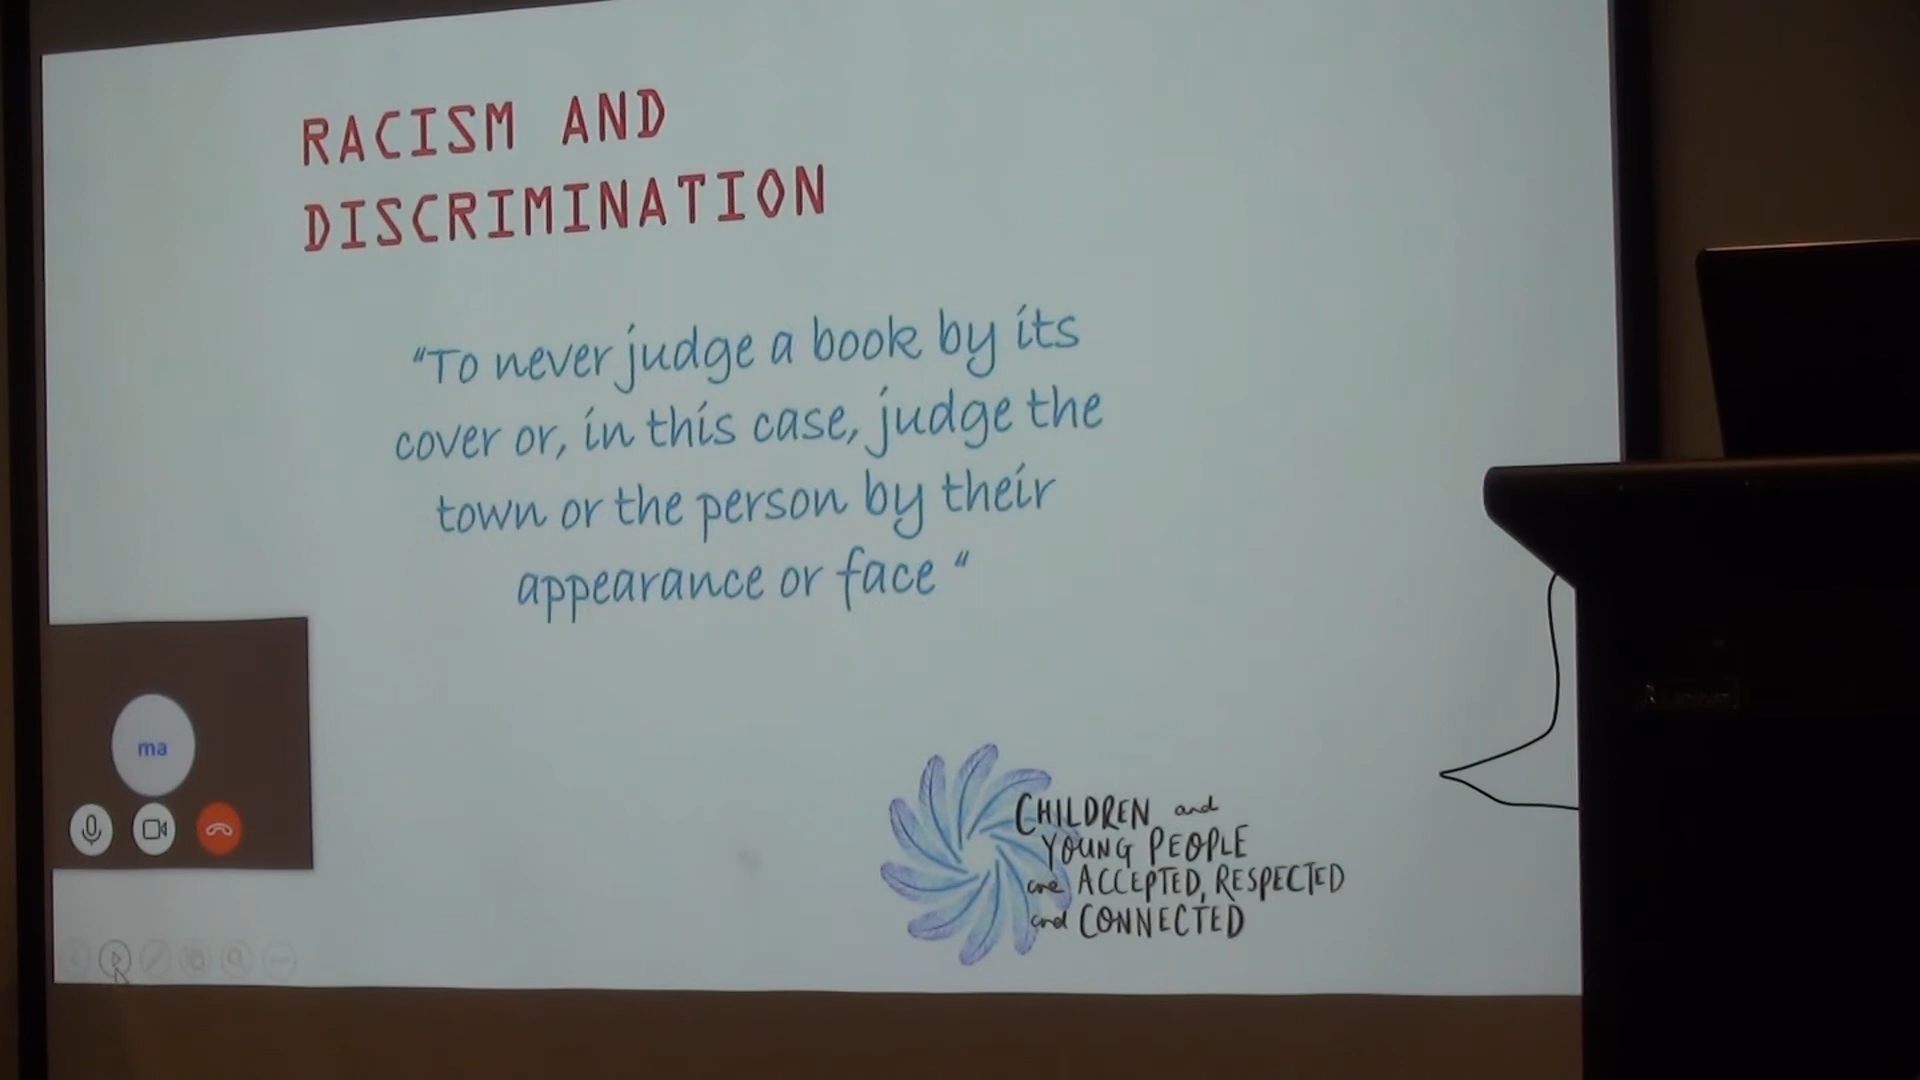 RACISM AND
DISCRIMINATION
"To never judge a book by its
cover or, in this case, judge the
town or the person by their
appearance or face "
ma
CHILDREN and
YOUNG PEOPLE
are ACCEPTED, RESPECTED
and CONNECTED